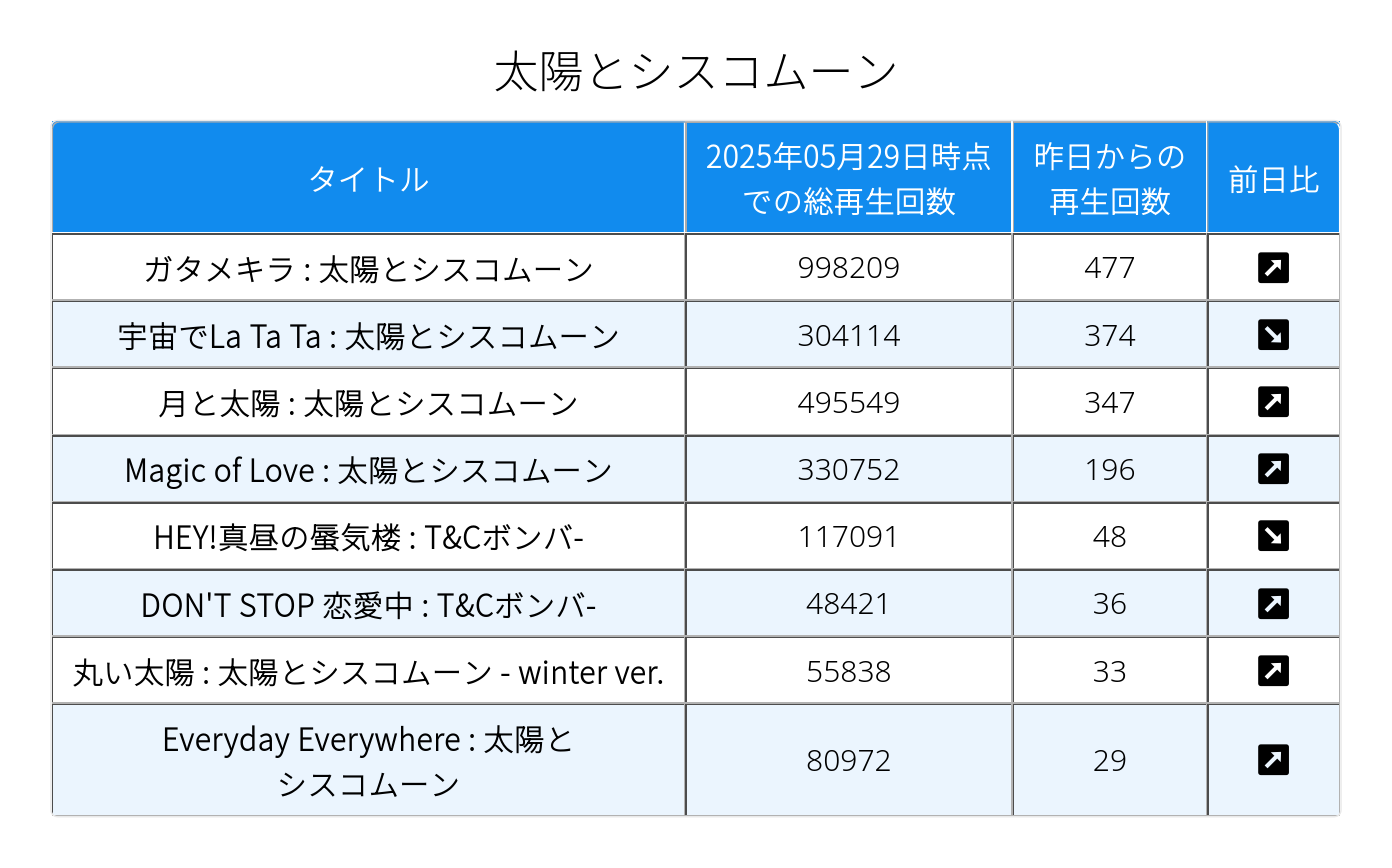 太陽とシスコムーン
タイトル
2025年05月29日時点
での総再生回数
昨日からの
再生回数
前日比
ガタメキラ : 太陽とシスコムーン 998209 477 ↗
宇宙でLa Ta Ta : 太陽とシスコムーン 304114 374 ↘
月と太陽 : 太陽とシスコムーン 495549 347 ↗
Magic of Love : 太陽とシスコムーン 330752 196 ↗
HEY!真昼の蜃気楼 : T&Cボンバ- 117091 48 ↘
DON'T STOP 恋愛中 : T&Cボンバ- 48421 36 ↗
丸い太陽 : 太陽とシスコムーン - winter ver. 55838 33 ↗
Everyday Everywhere : 太陽と
シスコムーン 80972 29 ↗